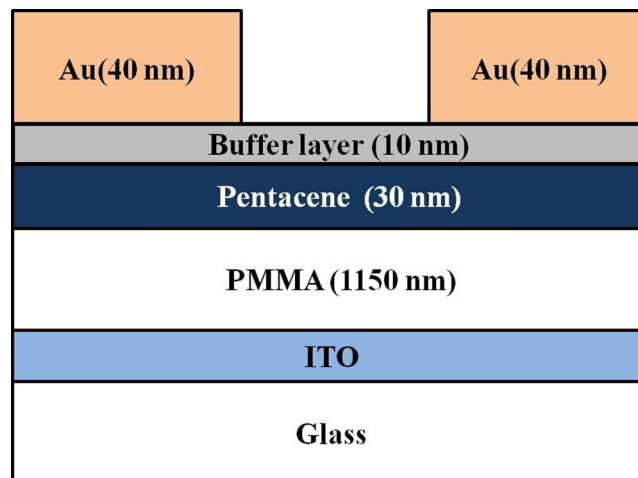 Au(40 nm)
Au(40 nm)
Buffer layer (10 nm)
Pentacene (30 nm)
PMMA (1150 nm)
ITO
Glass